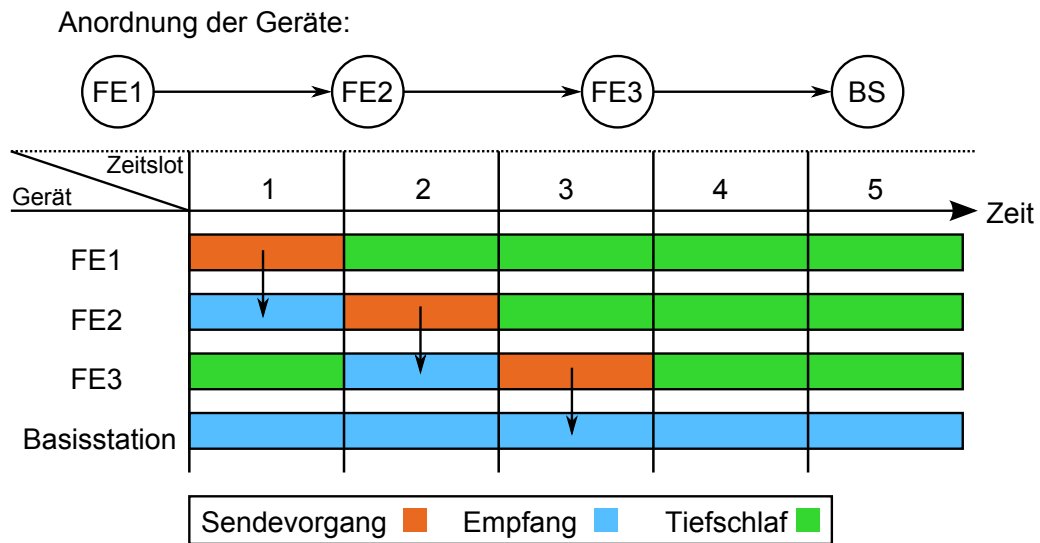 Anordnung der Geräte:
FE1 FE2 FE3 BS
Zeitslot
Gerät
1 2 3 4 5
Zeit
FE1
FE2
FE3
Basisstation
Sendevorgang Empfang Tiefschlaf